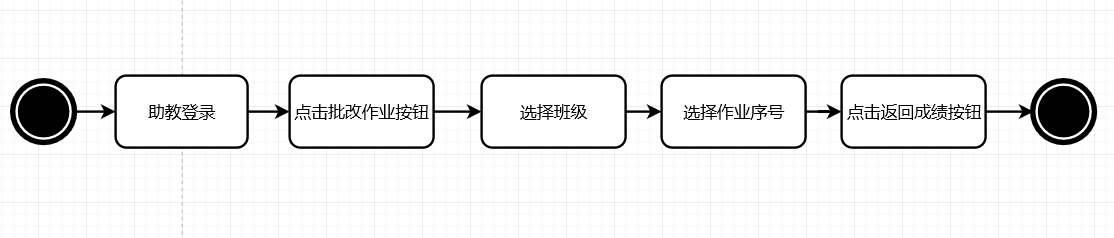 助教登录
点击批改作业按钮
选择班级
选择作业序号
点击返回成绩按钮